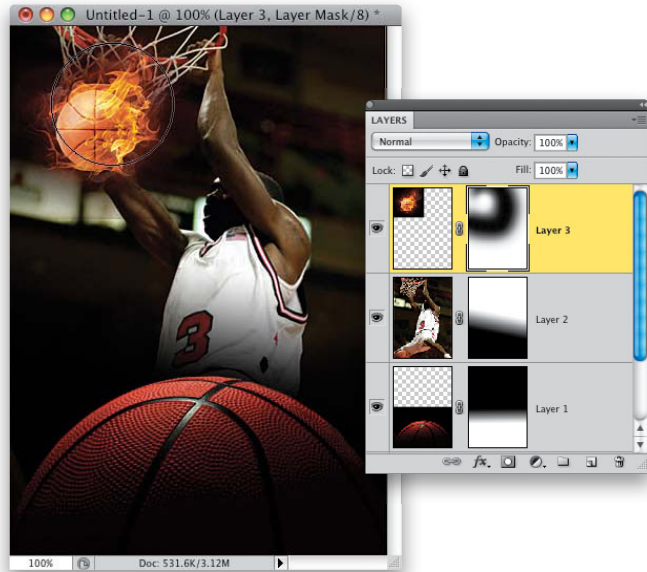 Untitled-1 @ 100% (Layer 3, Layer Mask/8) *
3
100%
Doc: 531.6K/3.12M
LAYERS
Normal
Opacity: 100%
Lock:
Fill: 100%
Layer 3
Layer 2
Layer 1
fx